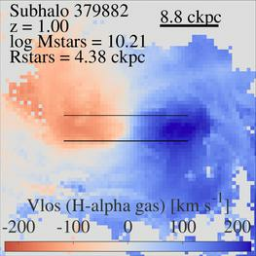 Subhalo 379882
8.8 ckpc
z = 1.00
log Mstars = 10.21
Rstars = 4.38 ckpc
Vlos (H-alpha gas) [km s⁻¹]
-200 -100 0 100 200